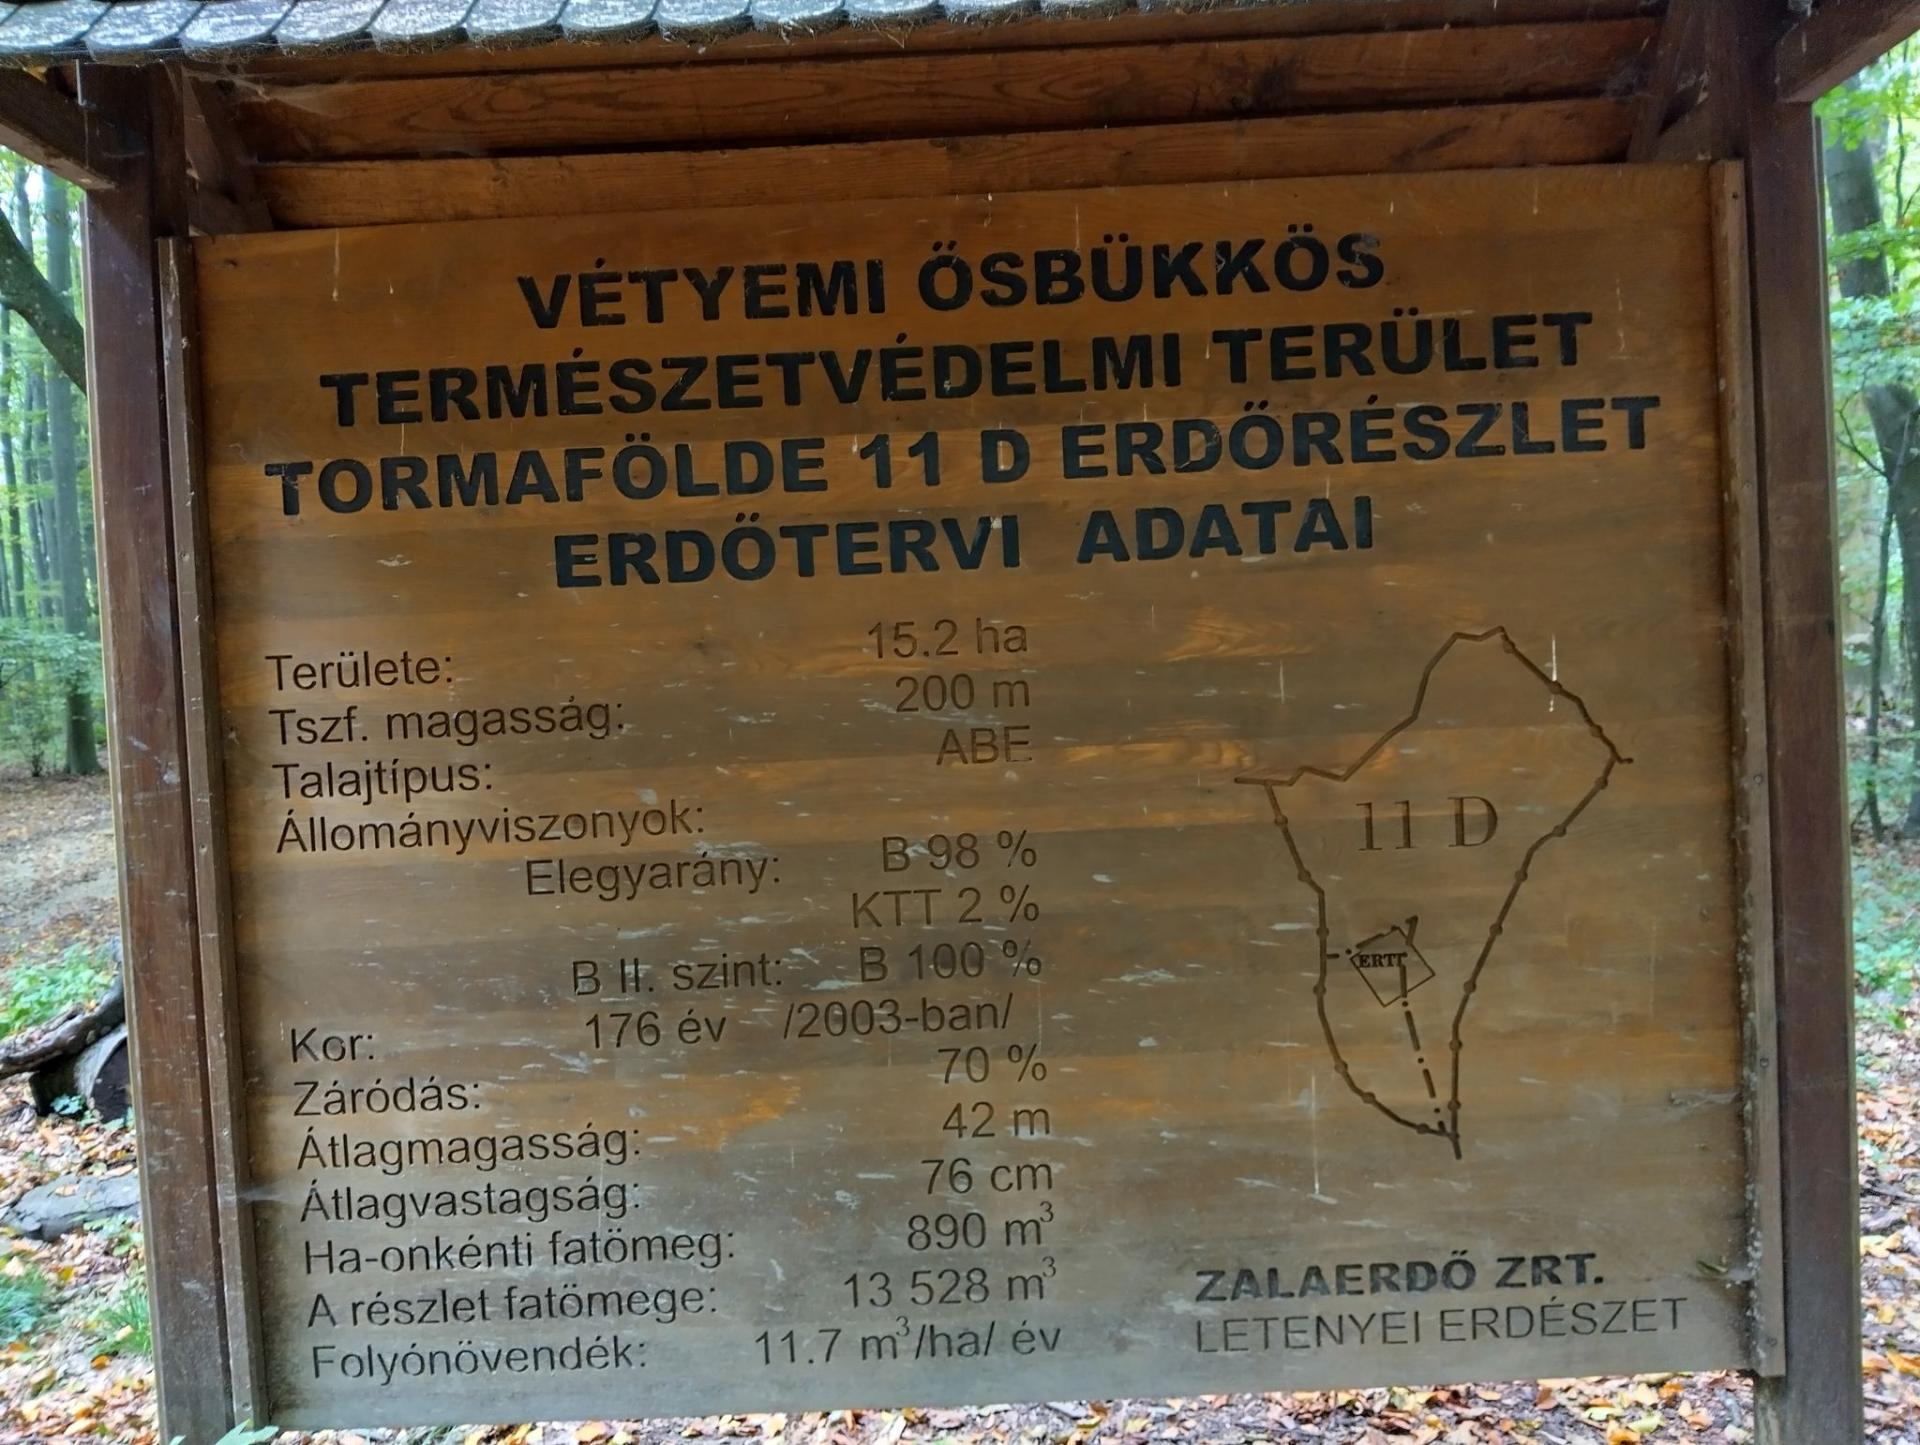 VÉTYEMI ŐSBÜKKÖS
TERMÉSZETVÉDELMI TERÜLET
TORMAFÖLDE 11 D ERDŐRÉSZLET
ERDŐTERVI ADATAI
Területe: 15.2 ha
Tszf. magasság: 200 m
Talajtípus: ABE
Állományviszonyok:
Elegyarány: B 98 %
KTT 2 %
B II. szint: B 100 %
Kor: 176 év /2003-ban/
Záródás: 70 %
Átlagmagasság: 42 m
Átlagvastagság: 76 cm
Ha-onkénti fatömeg: 890 m³
A részlet fatömege: 13 528 m³
Folyónövendék: 11.7 m³/ha/ év
11 D
ERTI
ZALAERDŐ ZRT.
LETENYEI ERDÉSZET